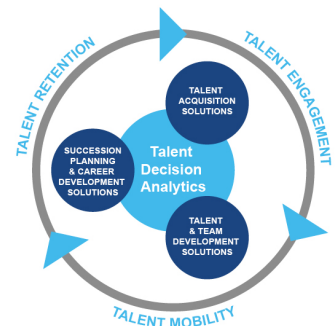 TALENT RETENTION
TALENT ENGAGEMENT
TALENT
ACQUISITION
SOLUTIONS
SUCCESSION
PLANNING
& CAREER
DEVELOPMENT
SOLUTIONS
Talent
Decision
Analytics
TALENT
& TEAM
DEVELOPMENT
SOLUTIONS
TALENT MOBILITY